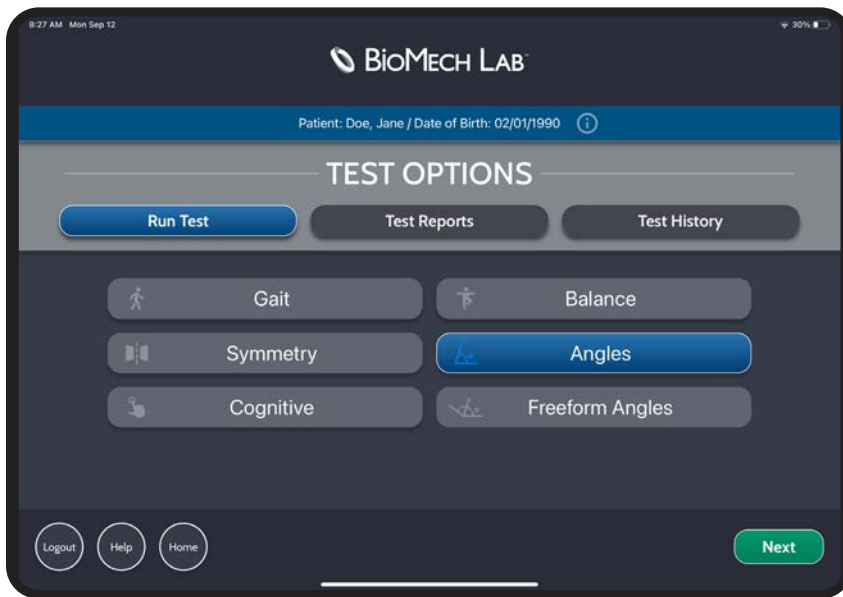 8:27 AM Mon Sep 12
30%
BIOMECH LAB™
Patient: Doe, Jane / Date of Birth: 02/01/1990 i
TEST OPTIONS
Run Test Test Reports Test History
Gait Balance
Symmetry Angles
Cognitive Freeform Angles
Logout Help Home Next